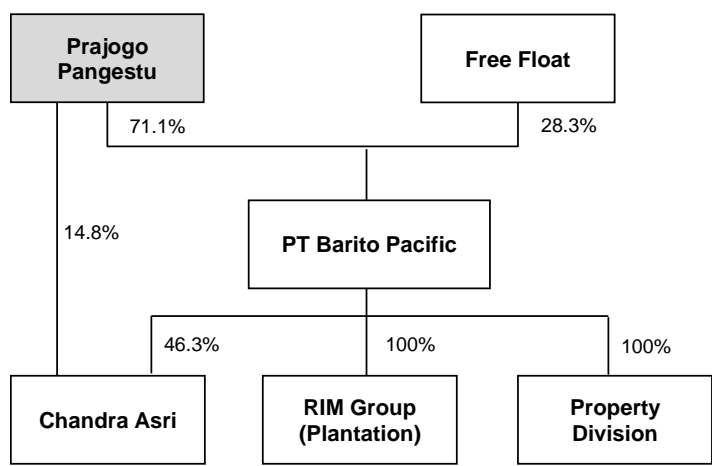 Prajogo
Pangestu
Free Float
71.1%
28.3%
14.8%
PT Barito Pacific
46.3%
100%
100%
Chandra Asri
RIM Group
(Plantation)
Property
Division